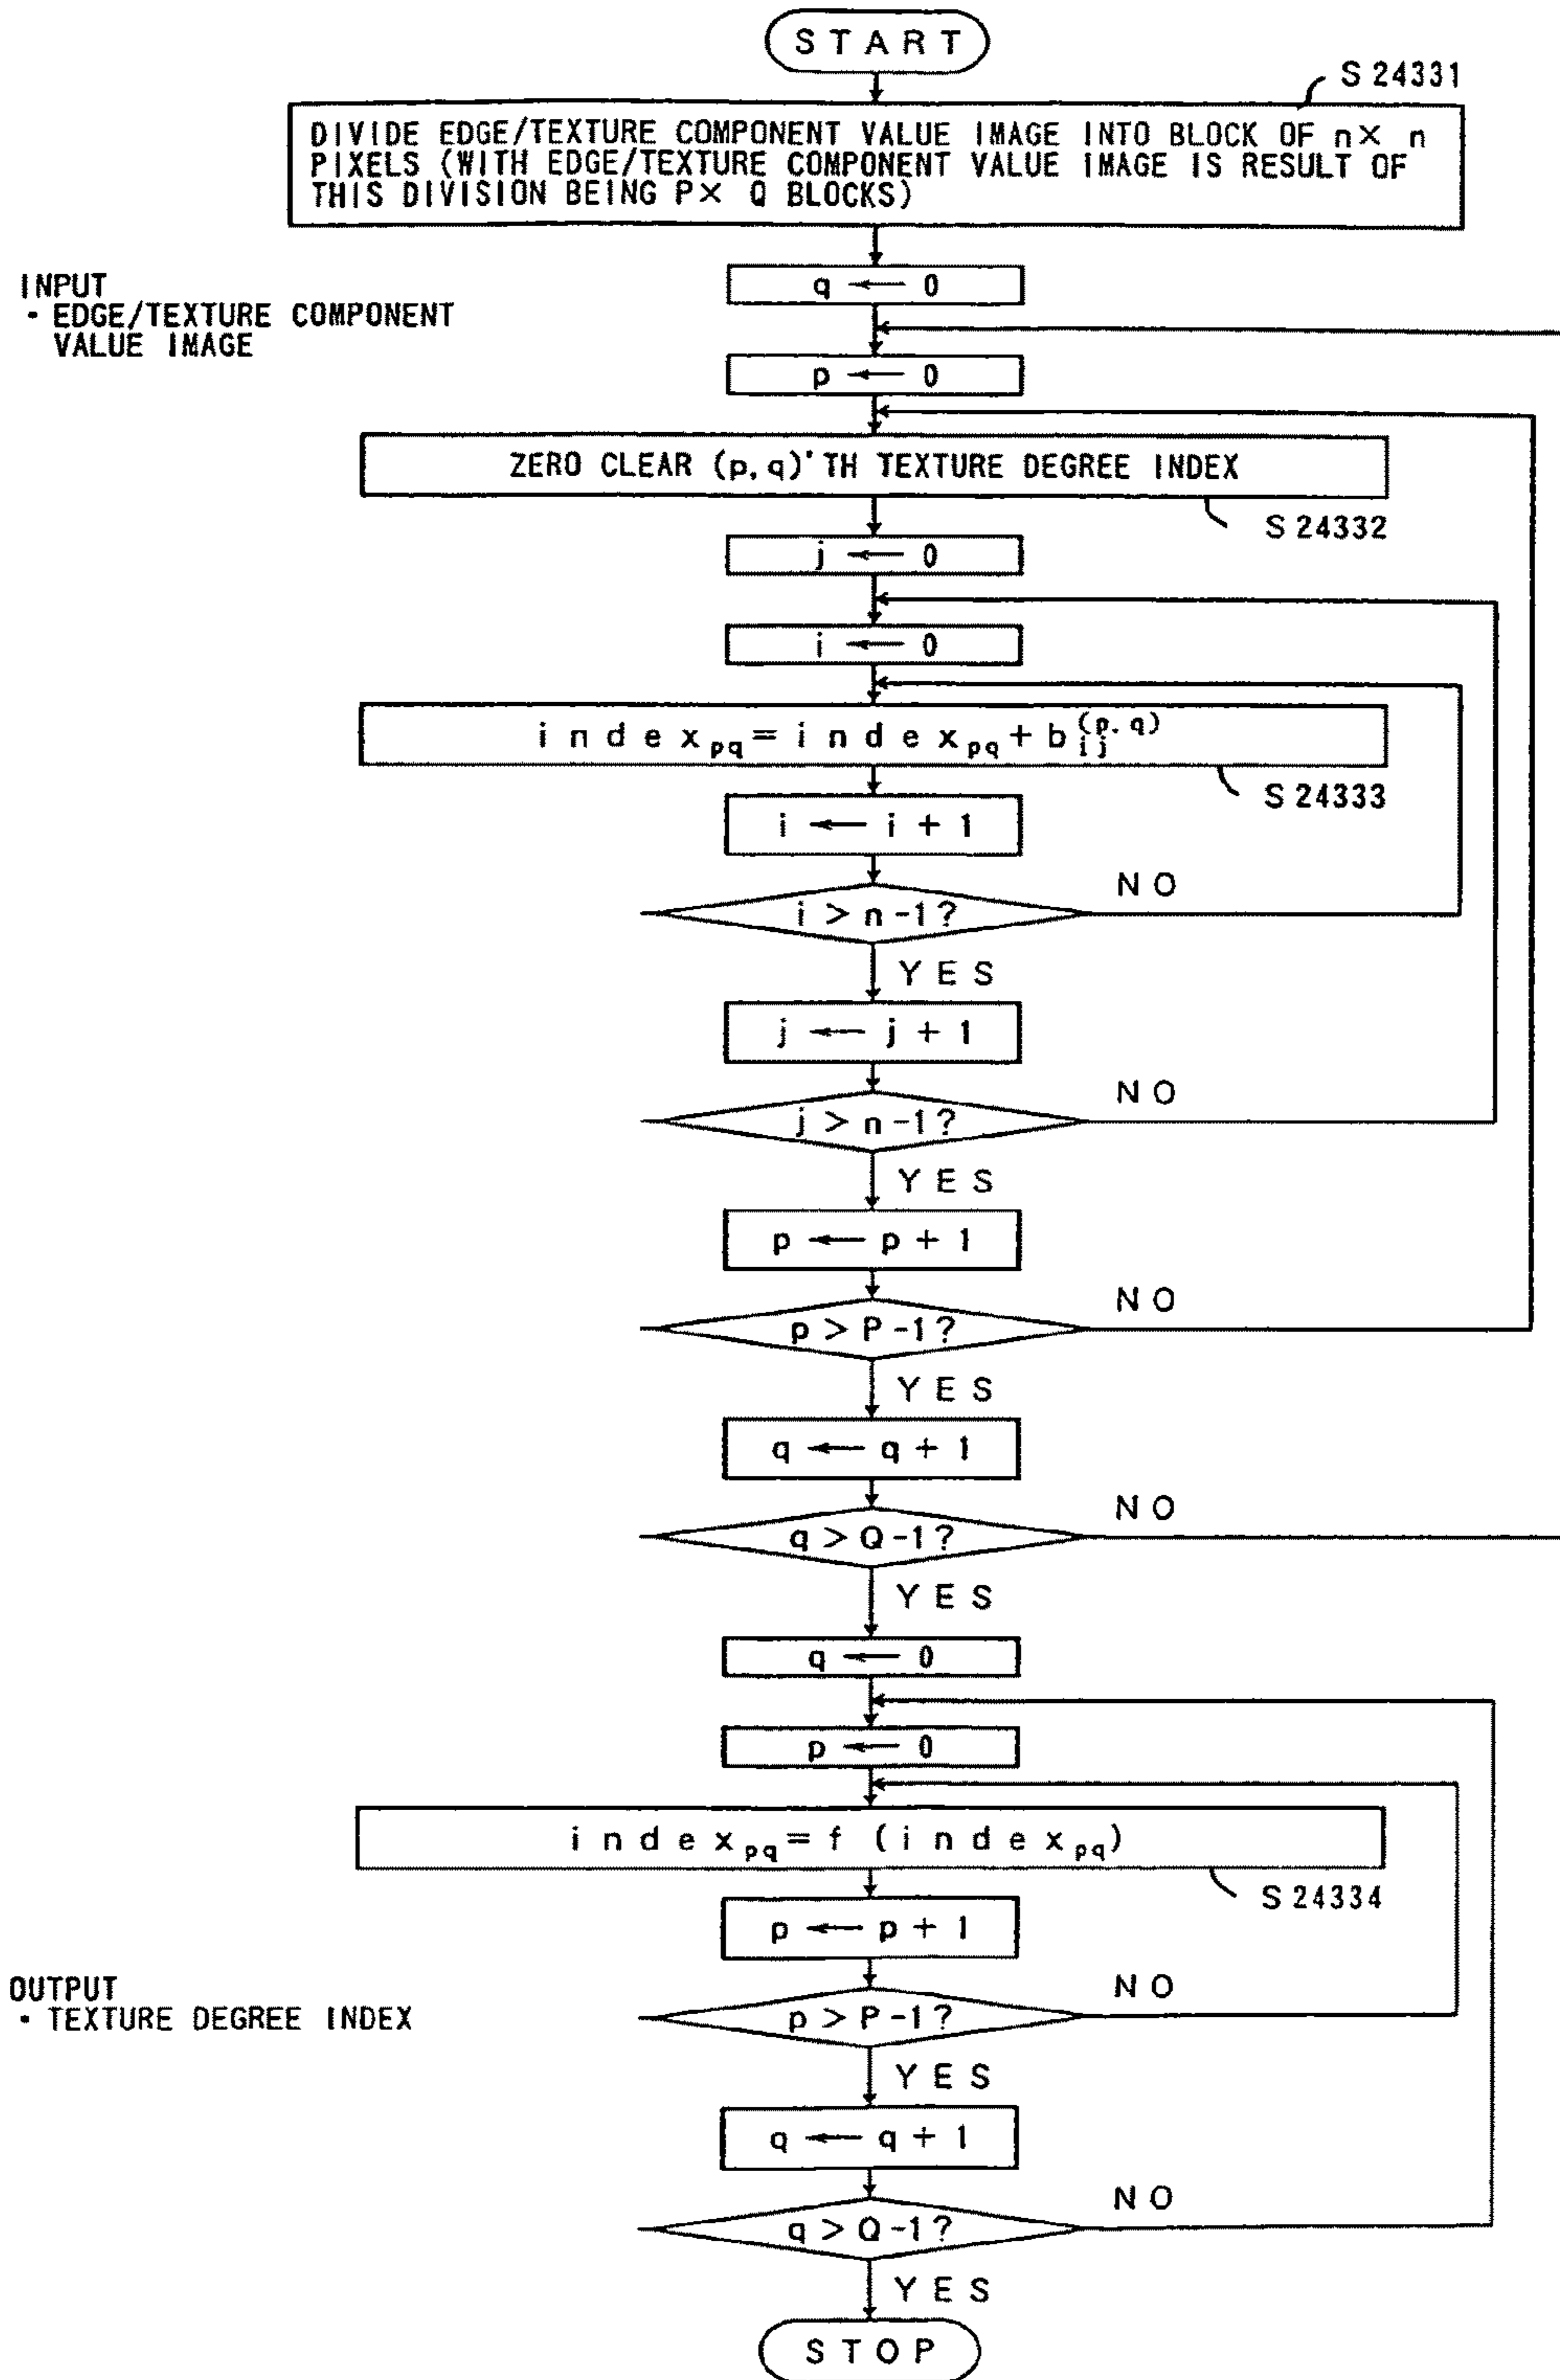 START
S24331
DIVIDE EDGE/TEXTURE COMPONENT VALUE IMAGE INTO BLOCK OF n× n
PIXELS (WITH EDGE/TEXTURE COMPONENT VALUE IMAGE IS RESULT OF
THIS DIVISION BEING P× Q BLOCKS)
INPUT
・EDGE/TEXTURE COMPONENT
VALUE IMAGE
q ← 0
p ← 0
ZERO CLEAR (p,q)'TH TEXTURE DEGREE INDEX
S24332
j ← 0
i ← 0
index_pq = index_pq + b_ij^(p.q)
S24333
i ← i + 1
i > n-1?
NO
YES
j ← j + 1
j > n-1?
NO
YES
p ← p + 1
p > P-1?
NO
YES
q ← q + 1
q > Q-1?
NO
YES
q ← 0
p ← 0
index_pq = f (index_pq)
S24334
p ← p + 1
OUTPUT
・TEXTURE DEGREE INDEX
p > P-1?
NO
YES
q ← q + 1
q > Q-1?
NO
YES
STOP